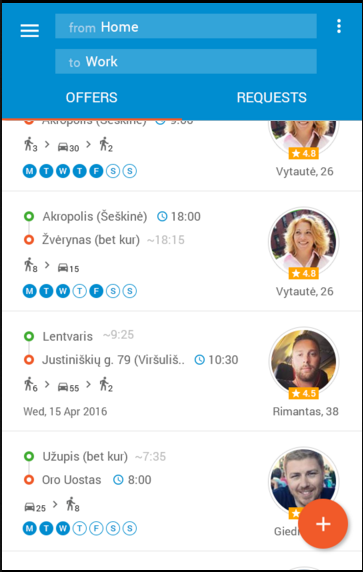 from Home
to Work
OFFERS REQUESTS
Akropolis (Šeškinė) 9:00
3 > 30 > 2
★ 4.8
M T W T F S S
Vytautė, 26
Akropolis (Šeškinė) 18:00
Žvėrynas (bet kur) ~18:15
8 > 15
★ 4.8
M T W T F S S
Vytautė, 26
Lentvaris ~9:25
Justiniškių g. 79 (Viršuliš.. 10:30
6 > 55 > 2
★ 4.5
Wed, 15 Apr 2016
Rimantas, 38
Užupis (bet kur) ~7:35
Oro Uostas 8:00
25 > 8
★
M T W T F S S
Giedr
+